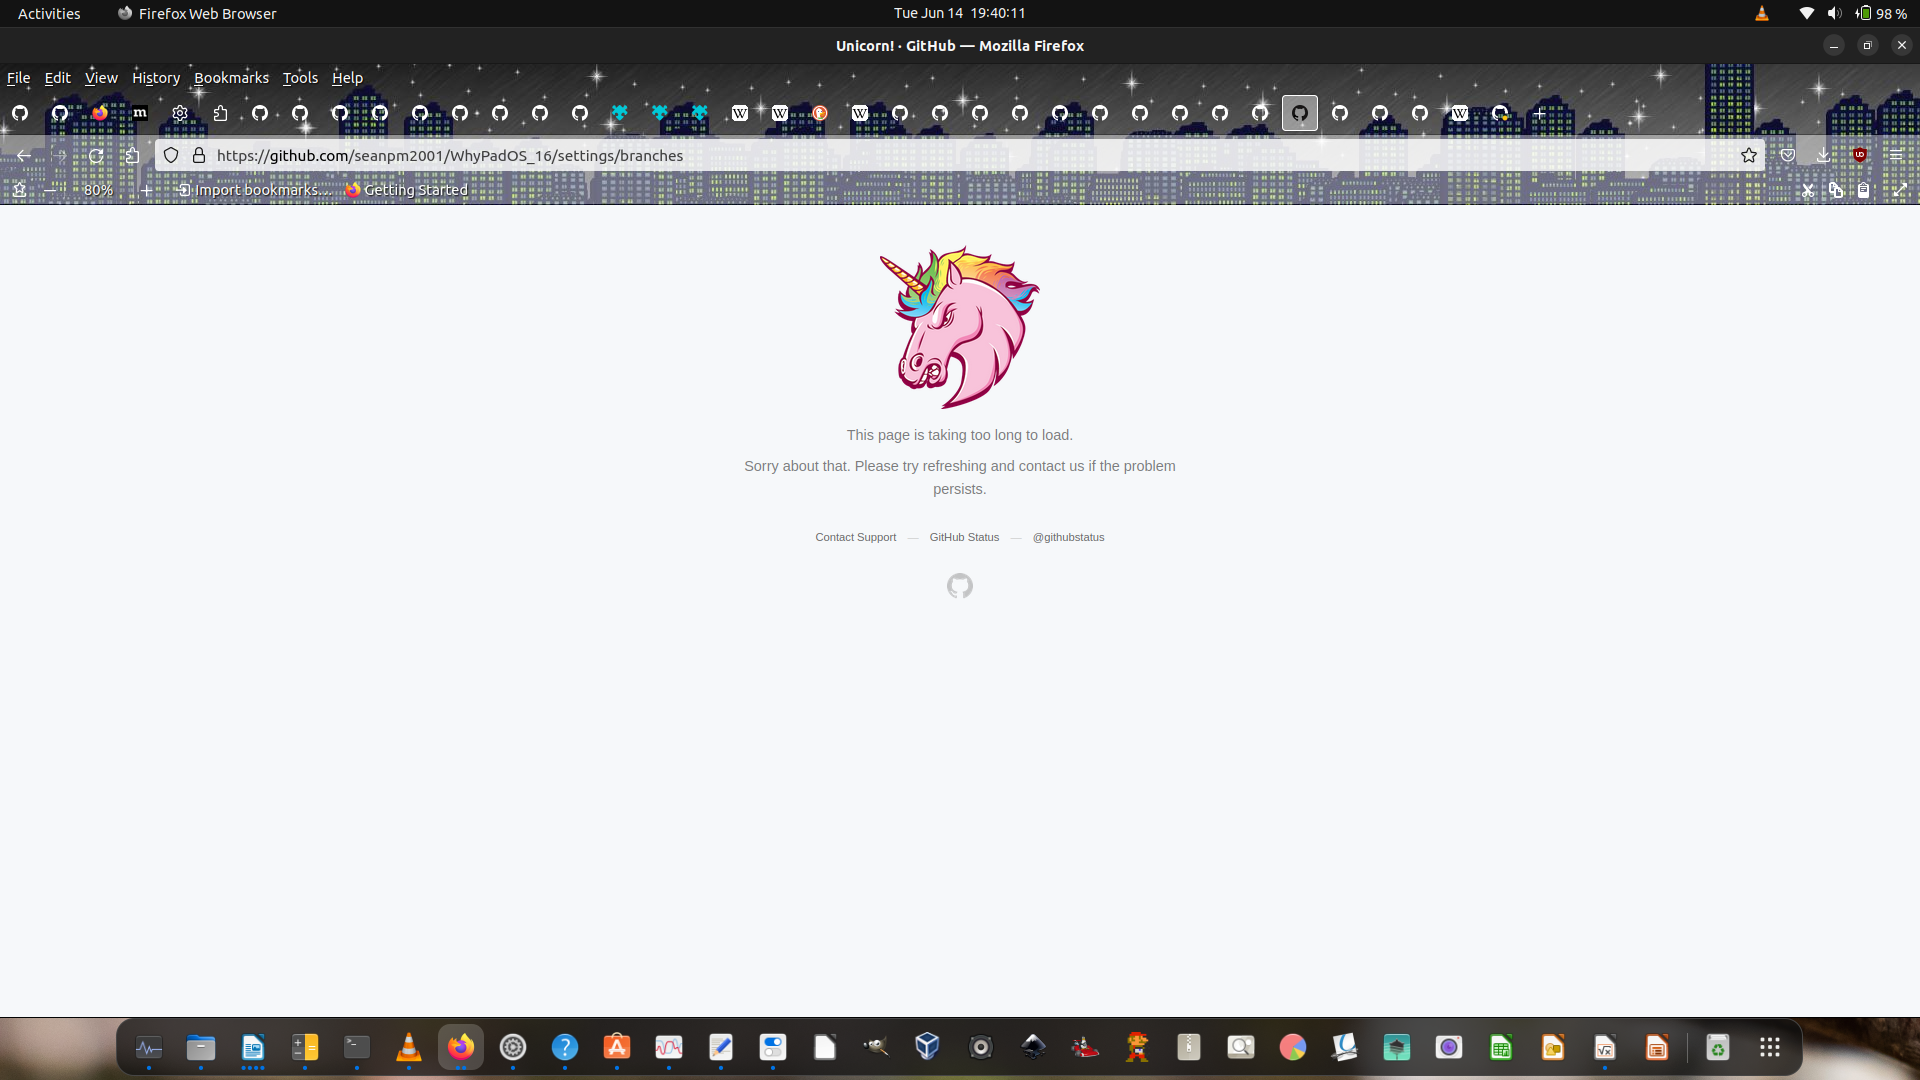 Activities Firefox Web Browser Tue Jun 14 19:40:11 98 %
Unicorn! · GitHub — Mozilla Firefox
File Edit View History Bookmarks Tools Help
https://github.com/seanpm2001/WhyPadOS_16/settings/branches
80% Import bookmarks... Getting Started
This page is taking too long to load.
Sorry about that. Please try refreshing and contact us if the problem
persists.
Contact Support — GitHub Status — @githubstatus